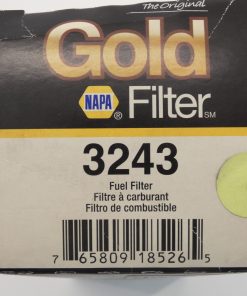 The Original
Gold
NAPA® Filter SM
3243
Fuel Filter
Filtre à carburant
Filtro de combustible
7 65809 18526 5